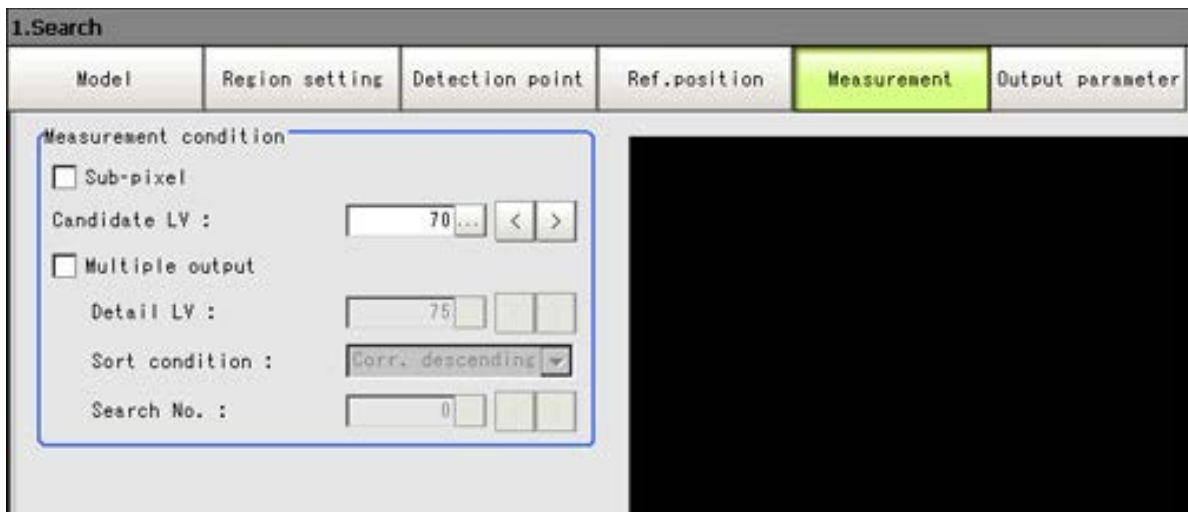 1.Search
Model Region setting Detection point Ref.position Measurement Output parameter
Measurement condition
Sub-pixel
Candidate LV : 70 ... < >
Multiple output
Detail LV : 75
Sort condition : Corr. descending
Search No. : 0